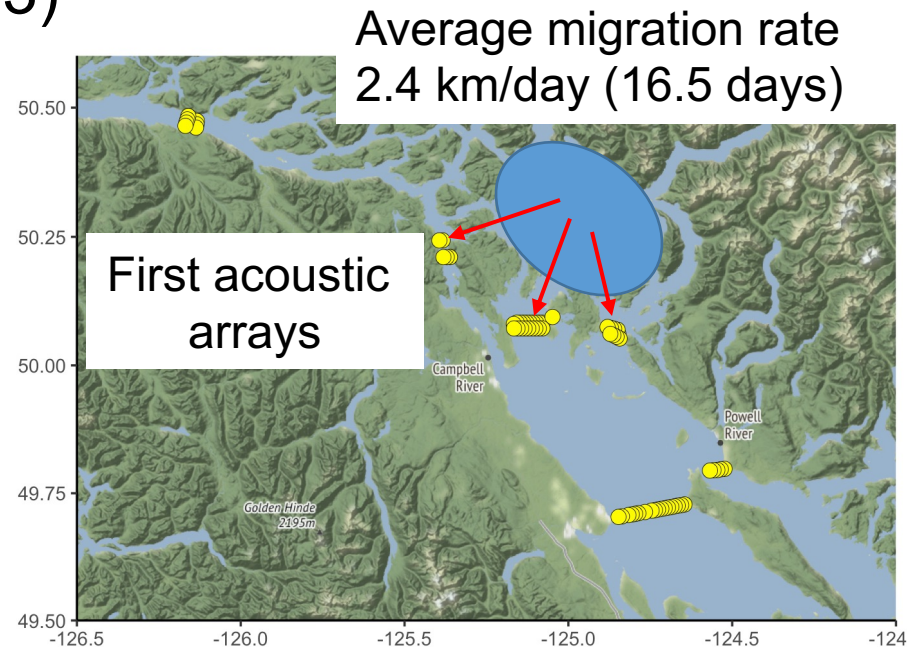 3)
Average migration rate
2.4 km/day (16.5 days)
First acoustic
arrays
Campbell
River
Powell
River
Golden Hinde
2195m
50.50
50.25
50.00
49.75
49.50
-126.5
-126.0
-125.5
-125.0
-124.5
-124